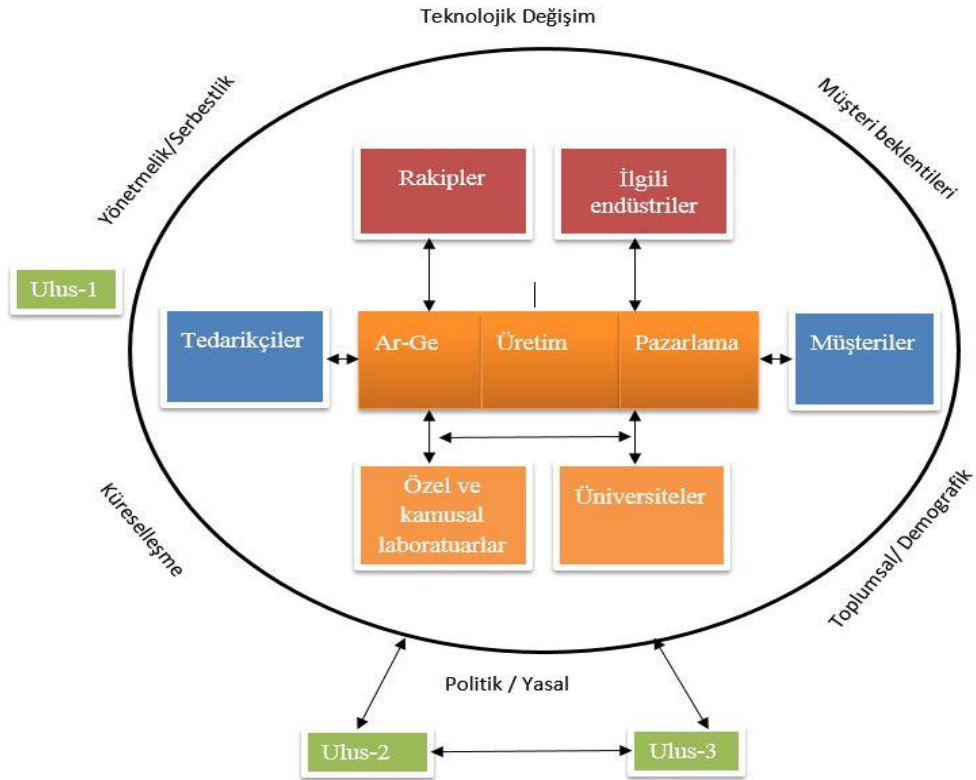 Teknolojik Değişim
Yönetmelik/Serbestlik
Müşteri beklentileri
Rakipler
İlgili
endüstriler
Ulus-1
Tedarikçiler
Ar-Ge
Üretim
Pazarlama
Müşteriler
Özel ve
kamusal
laboratuarlar
Üniversiteler
Küreselleşme
Toplumsal/ Demografik
Politik / Yasal
Ulus-2
Ulus-3